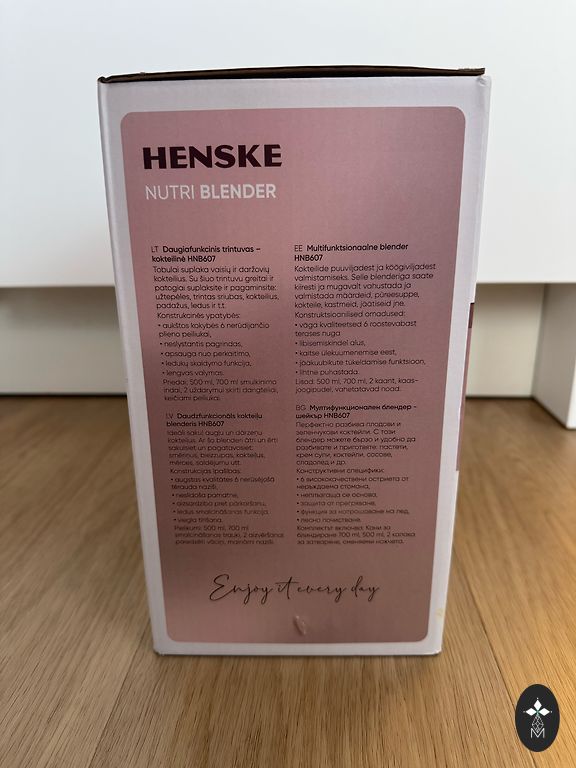 HENSKE
NUTRI BLENDER
LT Daugiafunkcinis trintuvas –
kokteilinė HNB607
Tobulai suplaka vaisių ir daržovių
kokteilius. Su šiuo trintuvu greitai ir
patogiai suplaksite ir pagaminsite:
užtepėles, trintas sriubas, kokteilius,
padažus, ledus ir t.t.
Konstrukcinės ypatybės:
• aukštos kokybės 6 nerūdijančio
plieno peiliukai,
• neslystantis pagrindas,
• apsauga nuo perkaitimo,
• ledukų skaldymo funkcija,
• lengvas valymas.
Priedai: 500 ml, 700 ml smulkinimo
indai, 2 uždarymui skirti dangteliai,
keičiami peiliukai.
EE Multifunktsionaalne blender
HNB607
Kokteilide puuviljadest ja köögiviljadest
valmistamiseks. Selle blenderiga saate
kiiresti ja mugavalt vahustada ja
valmistada määrdeid, püreesuppe,
kokteile, kastmeid, jäätiseid jne.
Konstruktsioonilised omadused:
• väga kvaliteetsed 6 roostevabast
terases nuga
• libisemiskindel alus,
• kaitse ülekuumenemise eest,
• jääkuubikute tükeldamise funktsioon,
• lihtne puhastada.
Lisad: 500 ml, 700 ml, 2 kaant, kaas-
joogipudel, vahetatavad noad.
LV Daudzfunkcionāls kokteiļu
blenderis HNB607
Ideāli sakuļ augļu un dārzeņu
kokteiļus. Ar šo blenderi ātri un ērti
sakulsiet un pagatavosiet:
smēriņus, biezzupas, kokteiļus,
mērces, saldējumu utt.
Konstrukcijas īpašības:
• augstas kvalitātes 6 nerūsējošā
tērauda naziņi,
• neslīdoša pamatne,
• aizsardzība pret pārkaršanu,
• ledus smalcināšanas funkcija,
• viegla tīrīšana.
Pielikumi: 500 ml, 700 ml
smalcināšanas trauki, 2 aizvēršanai
paredzēti vāciņi, maināmi naziņi.
BG Мултифункционален блендер –
шейкър HNB607
Перфектно разбива плодови и
зеленчукови коктейли. С този
блендер можете бързо и удобно да
разбивате и приготвяте: пастети,
крем супи, коктейли, сосове,
сладолед и др.
Конструктивни специфики:
• 6 висококачествени остриета от
неръждаема стомана,
• неплъзгаща се основа,
• защита от прегряване,
• функция за натрошаване на лед,
• лесно почистване.
Комплектът включва: Кани за
блендиране 700 ml, 500 ml, 2 капака
за затваряне, сменяеми ножчета.
Enjoy it every day
M